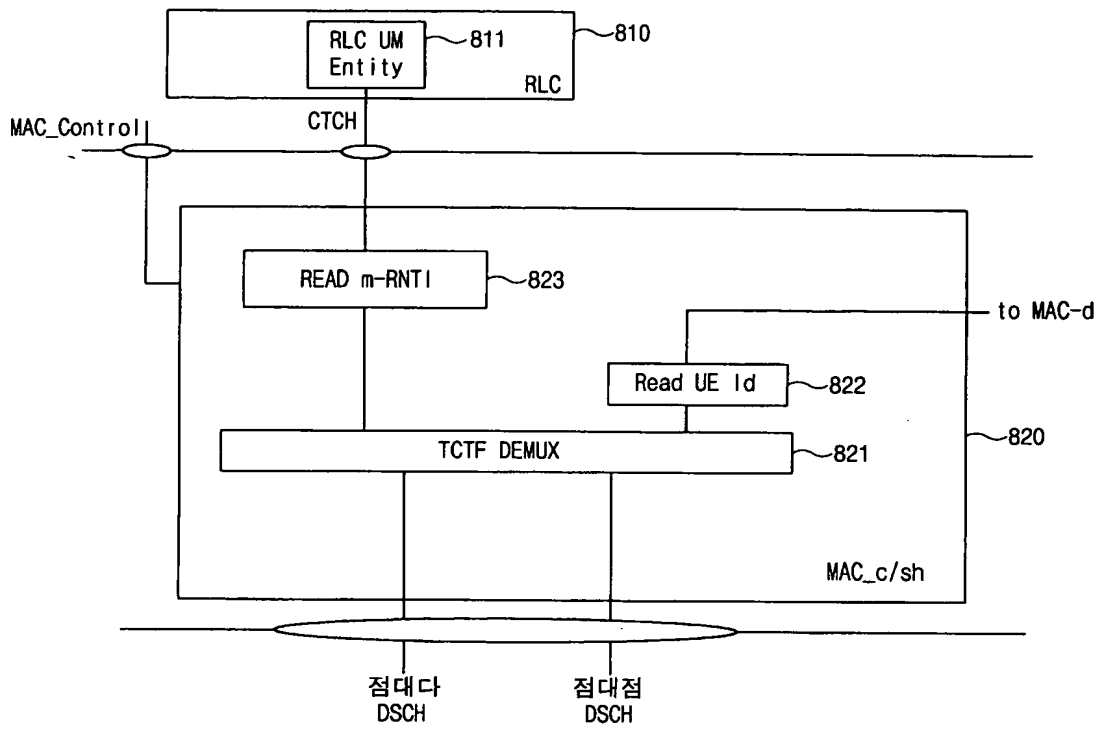 RLC UM
Entity
811
810
RLC
MAC_Control
CTCH
READ m-RNTI
823
to MAC-d
Read UE Id
822
820
TCTF DEMUX
821
MAC_c/sh
점대다
DSCH
점대점
DSCH